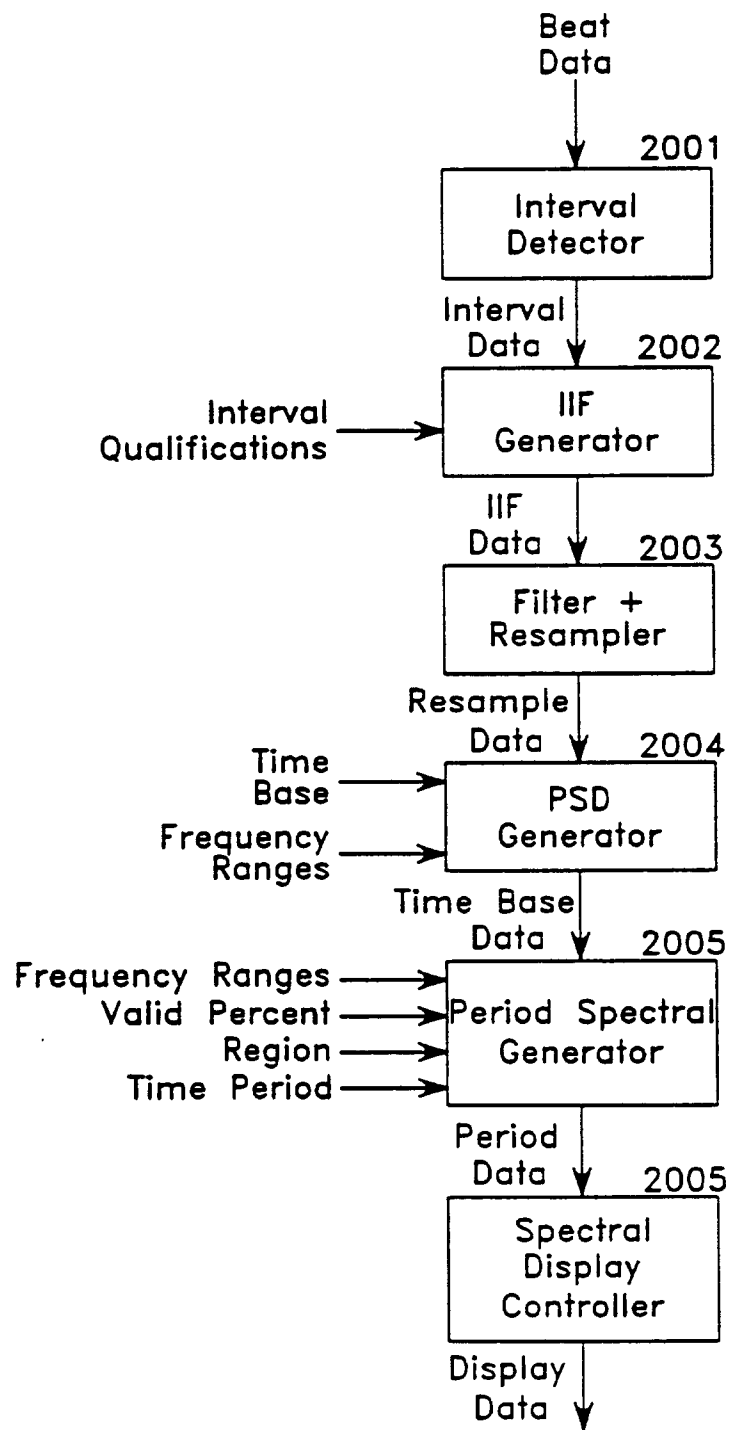 Beat
Data
2001
Interval
Detector
Interval
Data
2002
Interval
Qualifications
IIF
Generator
IIF
Data
2003
Filter +
Resampler
Resample
Data
2004
Time
Base
Frequency
Ranges
PSD
Generator
Time Base
Data
2005
Frequency Ranges
Valid Percent
Region
Time Period
Period Spectral
Generator
Period
Data
2005
Spectral
Display
Controller
Display
Data